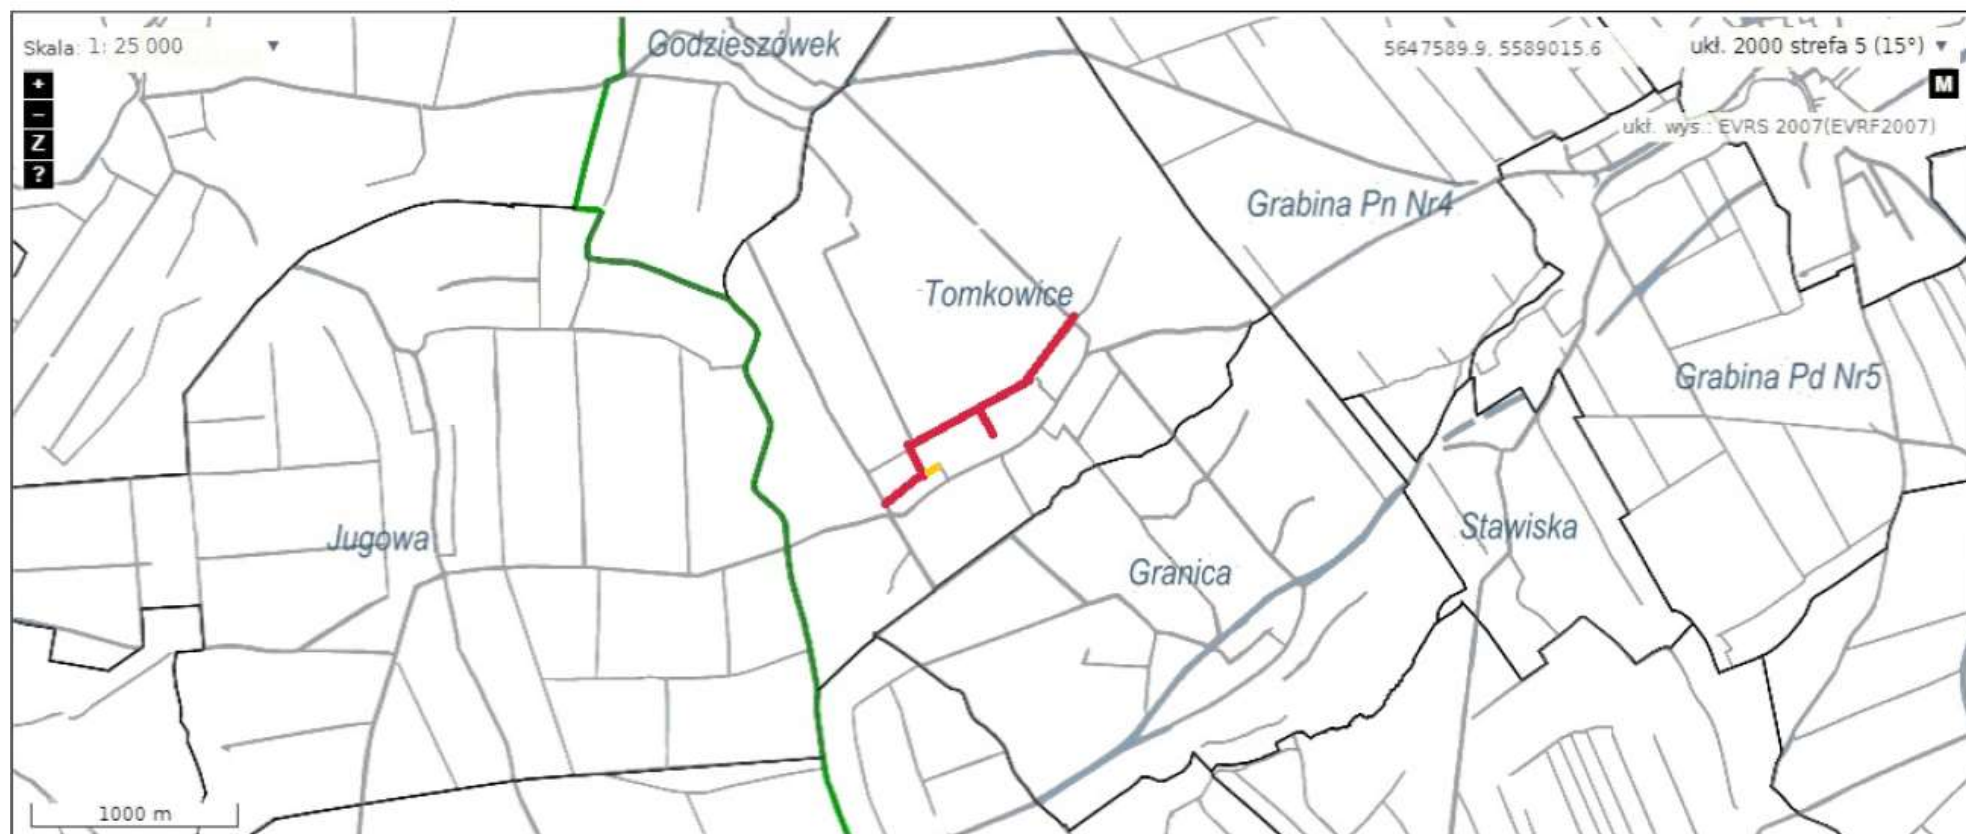 Skala: 1: 25 000 ▼
Godzieszówek
5647589.9, 5589015.6
ukł. 2000 strefa 5 (15°) ▼
+
M
–
ukł. wys.: EVRS 2007(EVRF2007)
Z
?
Grabina Pn Nr4
Tomkowice
Grabina Pd Nr5
Jugowa
Stawiska
Granica
1000 m